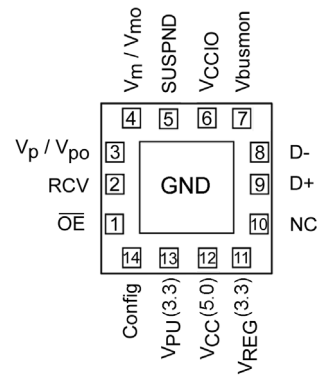 Vm / Vmo
SUSPND
VCCIO
Vbusmon
4 5 6 7
Vp / Vpo 3
8 D-
RCV 2
GND
9 D+
OE 1
10 NC
14 13 12 11
Config
VPU (3.3)
VCC (5.0)
VREG (3.3)